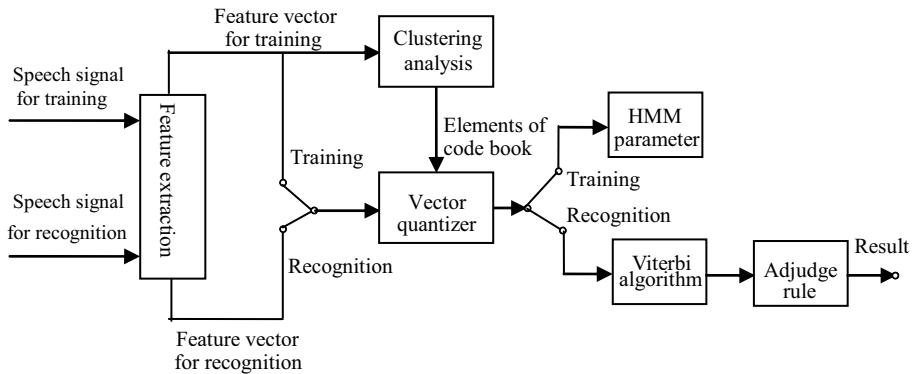 Feature vector
for training
Clustering
analysis
Speech signal
for training
Feature extraction
Elements of
code book
HMM
parameter
Training
Training
Speech signal
for recognition
Vector
quantizer
Recognition
Recognition
Viterbi
algorithm
Adjudge
rule
Result
Feature vector
for recognition